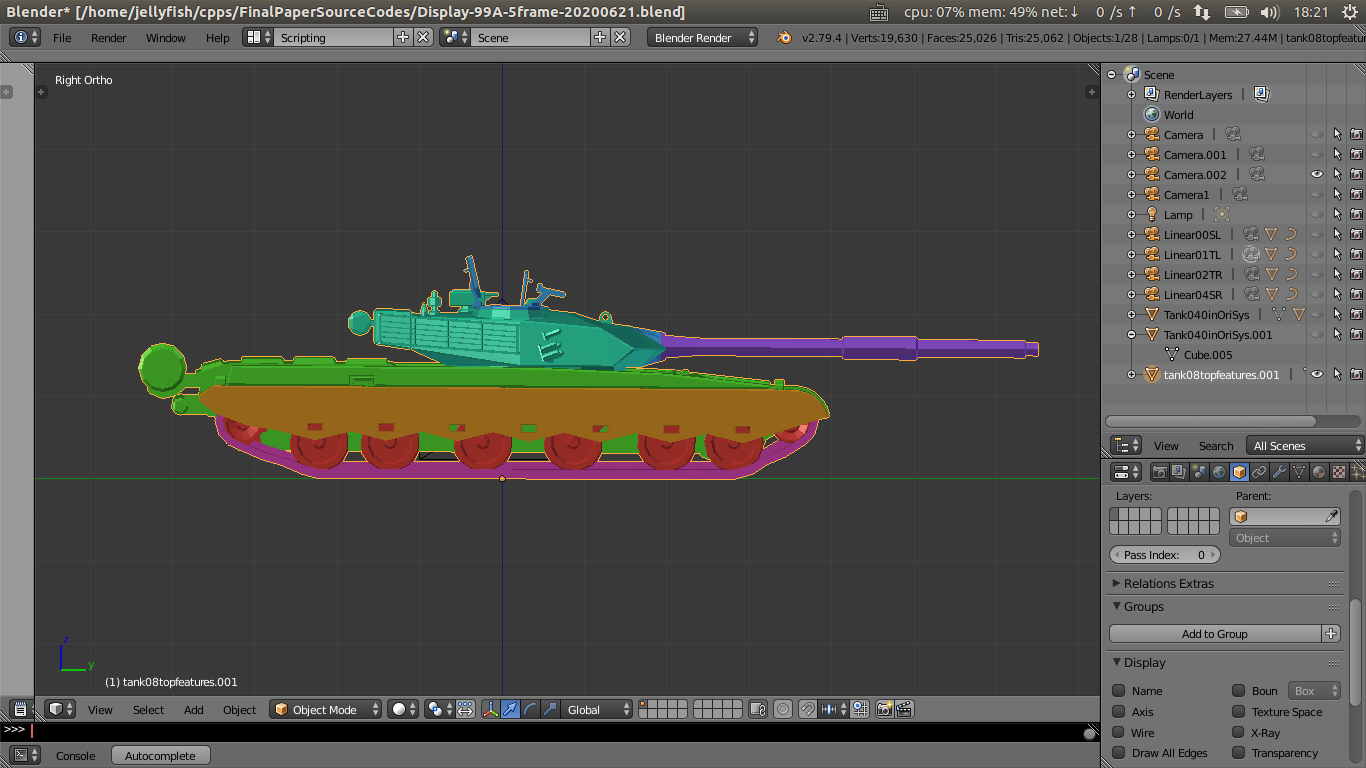 Blender* [/home/jellyfish/cpps/FinalPaperSourceCodes/Display-99A-5frame-20200621.blend]
cpu: 07% mem: 49% net:↓ 0 /s ↑ 0 /s
18:21
File Render Window Help
Scripting
Scene
Blender Render
v2.79.4 | Verts:19,630 | Faces:25,026 | Tris:25,062 | Objects:1/28 | Lamps:0/1 | Mem:27.44M | tank08topfeatur
Right Ortho
z
y
(1) tank08topfeatures.001
View Select Add Object
Object Mode
Global
>>>
Console
Autocomplete
Scene
RenderLayers
World
Camera
Camera.001
Camera.002
Camera1
Lamp
Linear00SL
Linear01TL
Linear02TR
Linear04SR
Tank040inOriSys
Tank040inOriSys.001
Cube.005
tank08topfeatures.001
View Search
All Scenes
Layers: Parent:
Object
Pass Index: 0
Relations Extras
Groups
Add to Group
Display
Name Boun Box
Axis Texture Space
Wire X-Ray
Draw All Edges Transparency